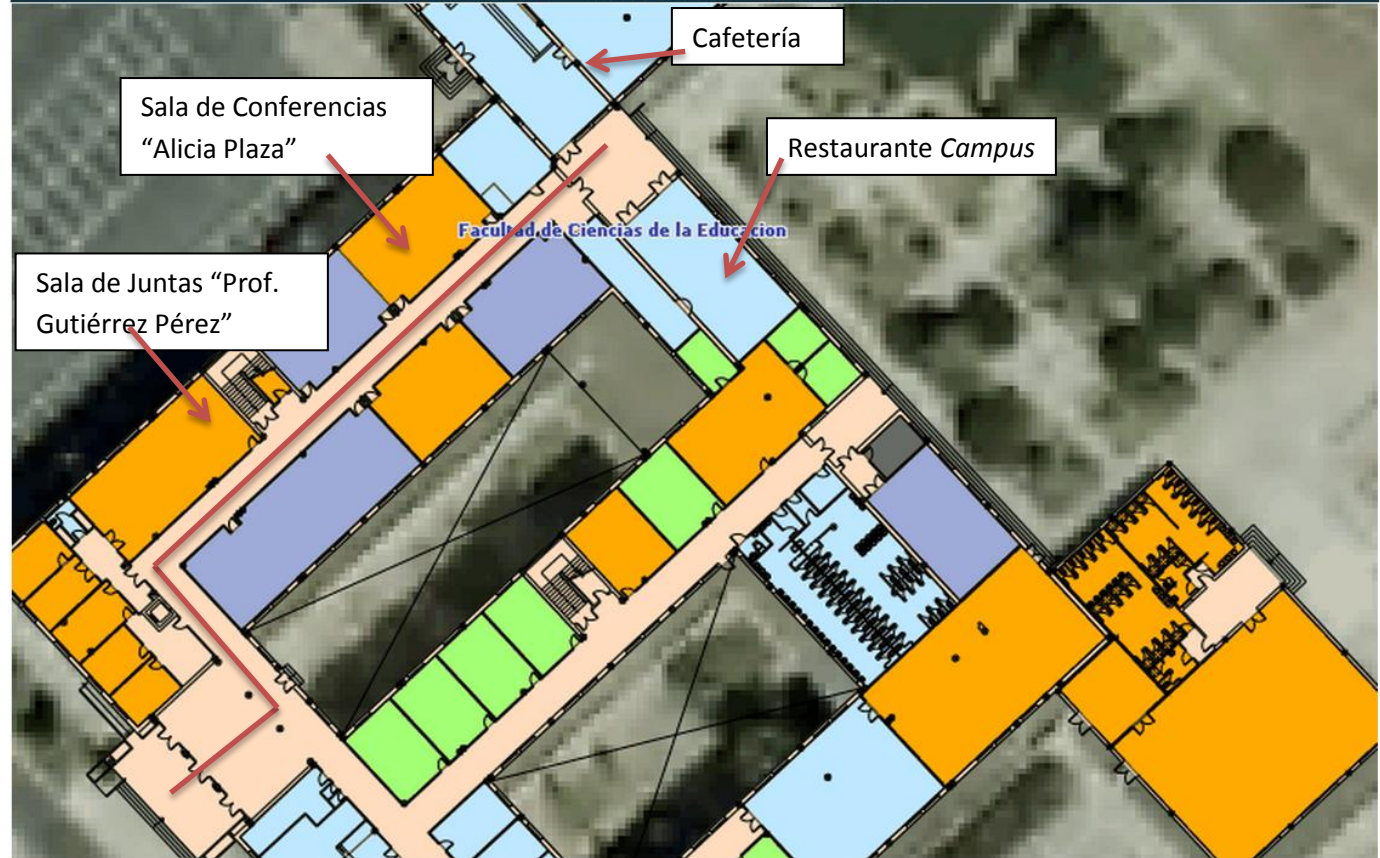 Cafetería
Sala de Conferencias
“Alicia Plaza”
Restaurante Campus
Facultad de Ciencias de la Educacion
Sala de Juntas “Prof.
Gutiérrez Pérez”